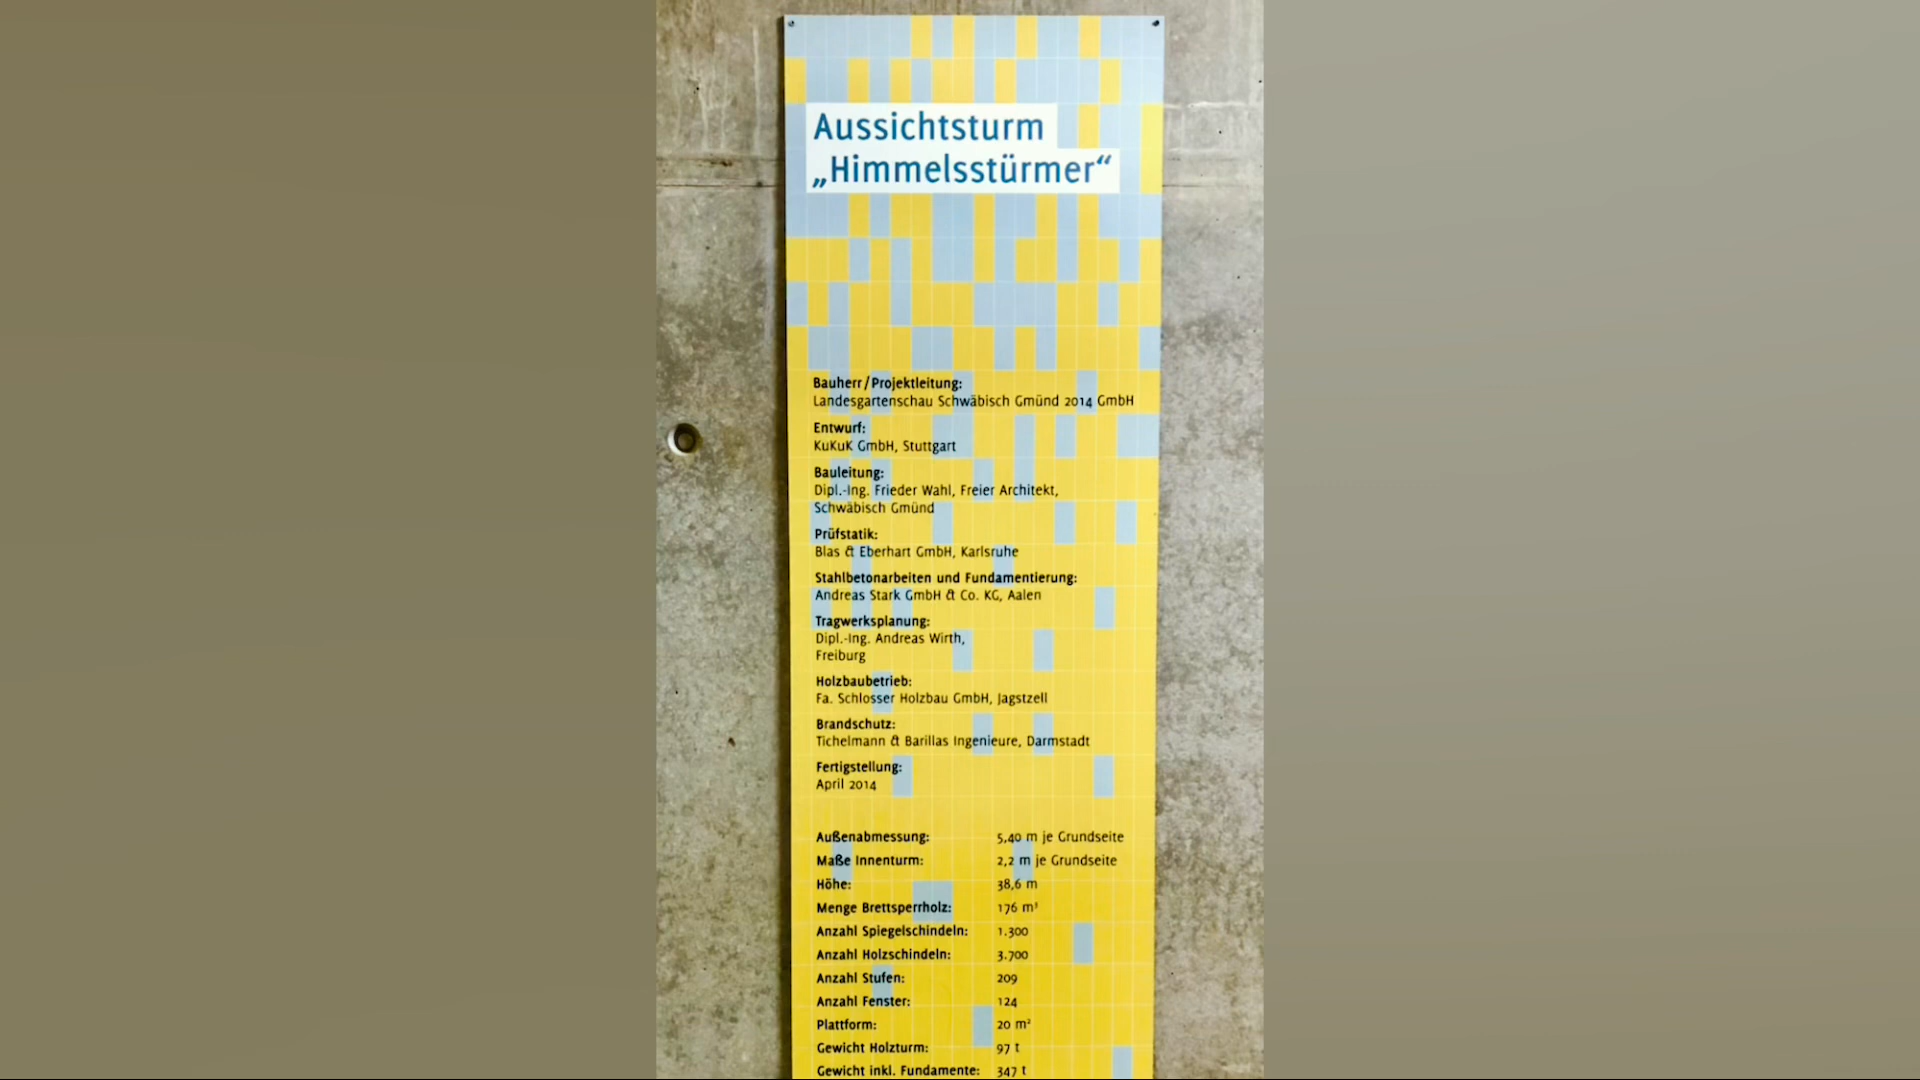 Aussichtsturm
„Himmelsstürmer“
Bauherr/Projektleitung:
Landesgartenschau Schwäbisch Gmünd 2014 GmbH
Entwurf:
KuKuK GmbH, Stuttgart
Bauleitung:
Dipl.-Ing. Frieder Wahl, Freier Architekt,
Schwäbisch Gmünd
Prüfstatik:
Blas & Eberhart GmbH, Karlsruhe
Stahlbetonarbeiten und Fundamentierung:
Andreas Stark GmbH & Co. KG, Aalen
Tragwerksplanung:
Dipl.-Ing. Andreas Wirth,
Freiburg
Holzbaubetrieb:
Fa. Schlosser Holzbau GmbH, Jagstzell
Brandschutz:
Tichelmann & Barillas Ingenieure, Darmstadt
Fertigstellung:
April 2014
Außenabmessung: 5,40 m je Grundseite
Maße Innenturm: 2,2 m je Grundseite
Höhe: 38,6 m
Menge Brettsperrholz: 176 m³
Anzahl Spiegelschindeln: 1.300
Anzahl Holzschindeln: 3.700
Anzahl Stufen: 209
Anzahl Fenster: 124
Plattform: 20 m²
Gewicht Holzturm: 97 t
Gewicht inkl. Fundamente: 347 t